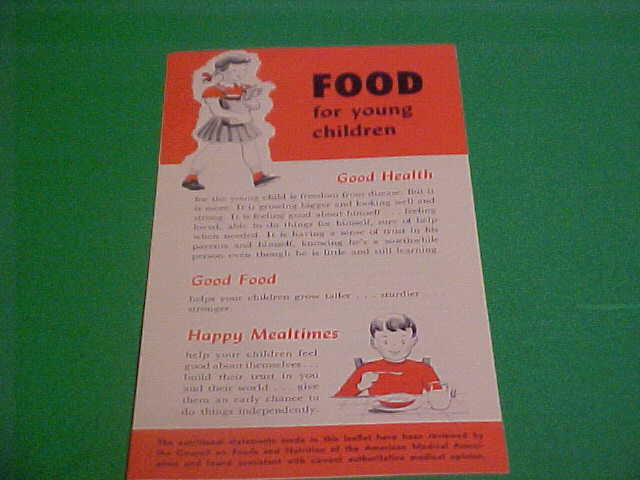 FOOD
for young
children
Good Health
for the young child is freedom from disease. But it
is more. It is growing bigger and looking well and
strong. It is feeling good about himself . . . feeling
loved, able to do things for himself, sure of help
when needed. It is having a sense of trust in his
parents and himself, knowing he's a worthwhile
person even though he is little and still learning.
Good Food
helps your children grow taller . . . sturdier . . .
stronger.
Happy Mealtimes
help your children feel
good about themselves . . .
build their trust in you
and their world . . . give
them an early chance to
do things independently.
The nutritional statements made in this leaflet have been reviewed by
the Council on Foods and Nutrition of the American Medical Associ-
ation and found consistent with current authoritative medical opinion.